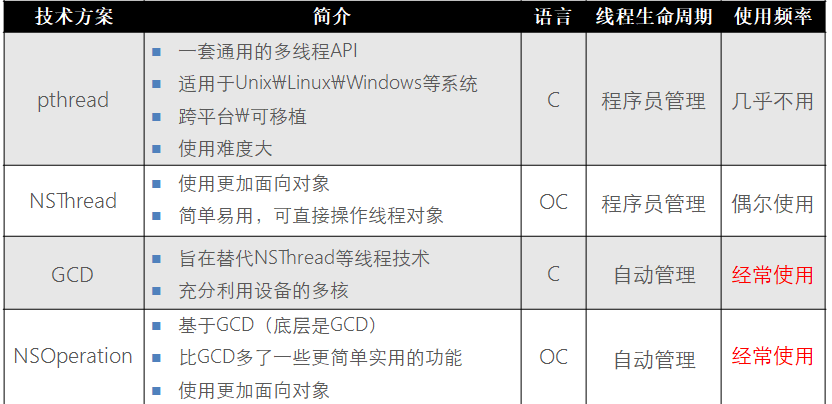 技术方案 简介 语言 线程生命周期 使用频率
pthread
■ 一套通用的多线程API
■ 适用于Unix₩Linux₩Windows等系统
■ 跨平台₩可移植
■ 使用难度大
C
程序员管理
几乎不用
NSThread
■ 使用更加面向对象
■ 简单易用，可直接操作线程对象
OC
程序员管理
偶尔使用
GCD
■ 旨在替代NSThread等线程技术
■ 充分利用设备的多核
C
自动管理
经常使用
NSOperation
■ 基于GCD（底层是GCD）
■ 比GCD多了一些更简单实用的功能
■ 使用更加面向对象
OC
自动管理
经常使用